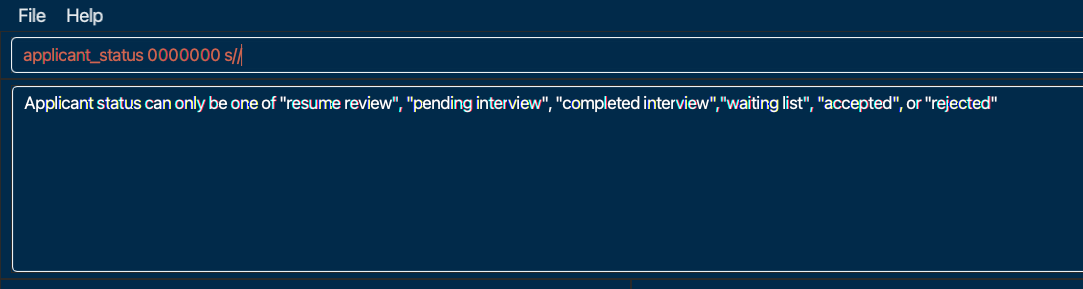 File Help
applicant_status 0000000 s//
Applicant status can only be one of "resume review", "pending interview", "completed interview","waiting list", "accepted", or "rejected"